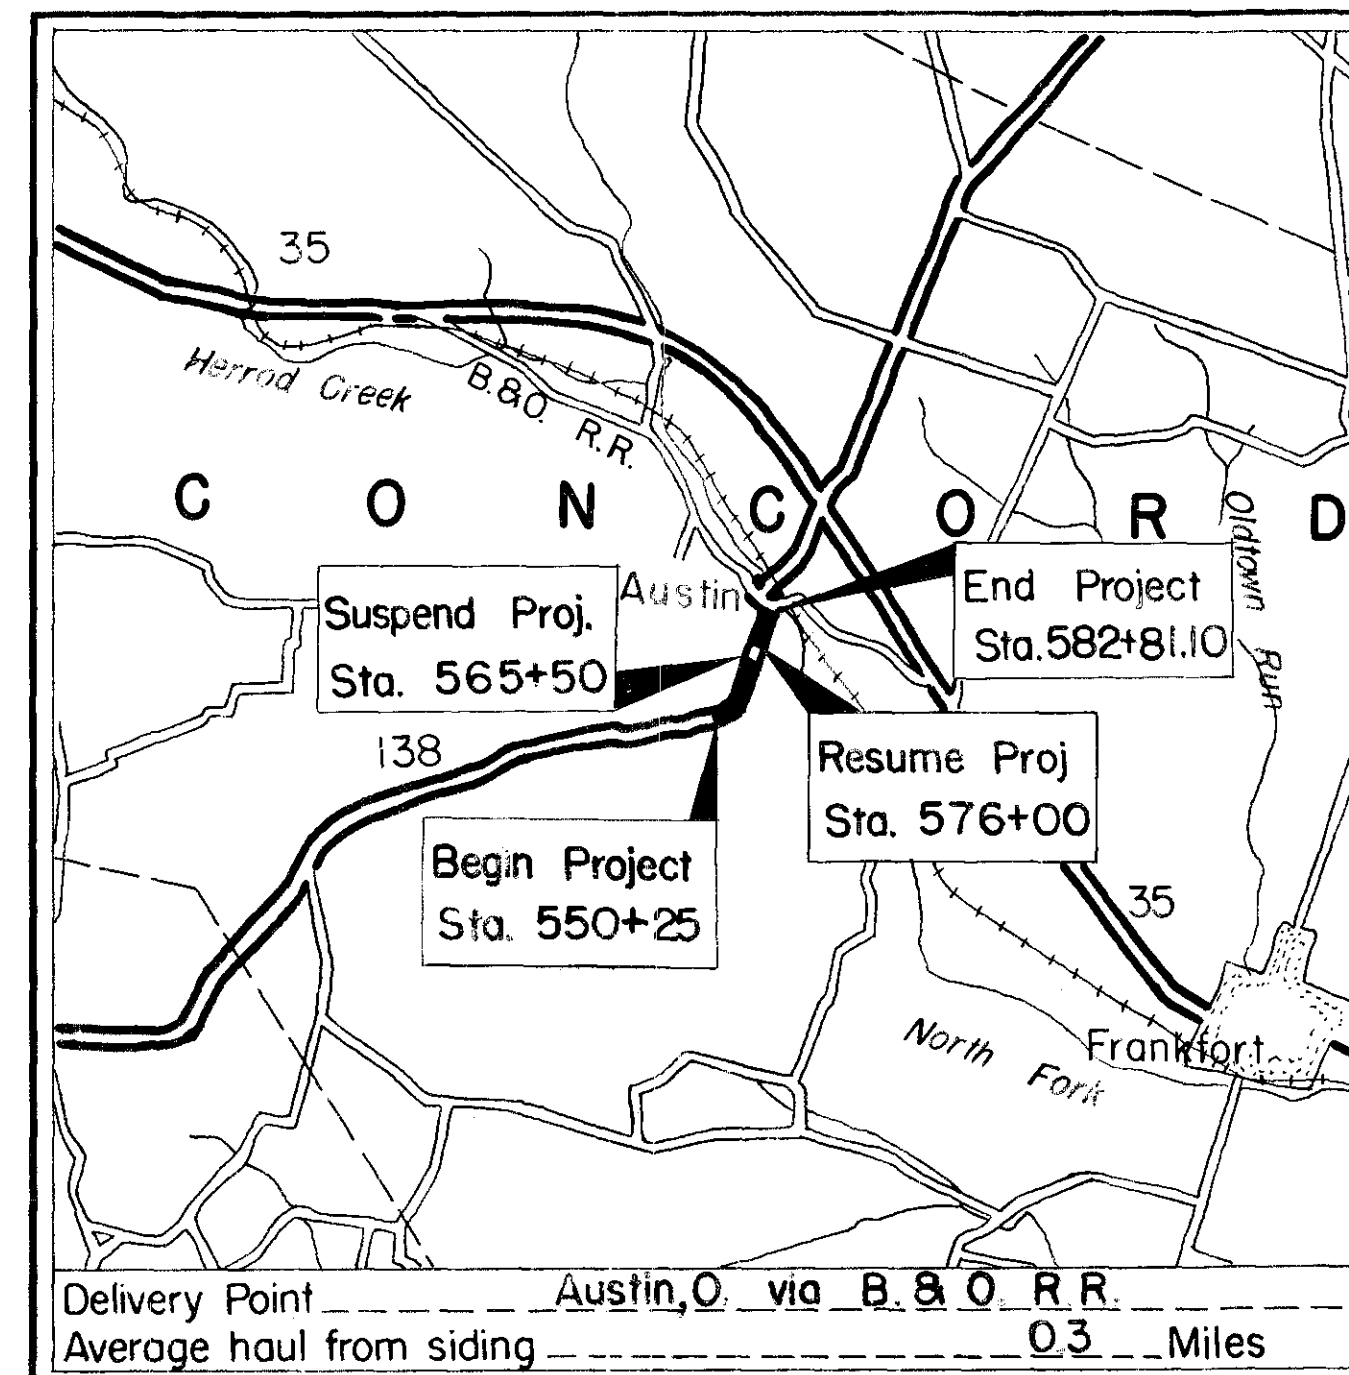 35
Herrod Creek
B.&O. R.R.
C O N C O R D
Oldtown Run
Austin
Suspend Proj.
Sta. 565+50
End Project
Sta. 582+81.10
138
Resume Proj
Sta. 576+00
Begin Project
Sta. 550+25
35
North Fork
Frankfort
Delivery Point Austin, O. via B. & O. R.R.
Average haul from siding 0.3 Miles